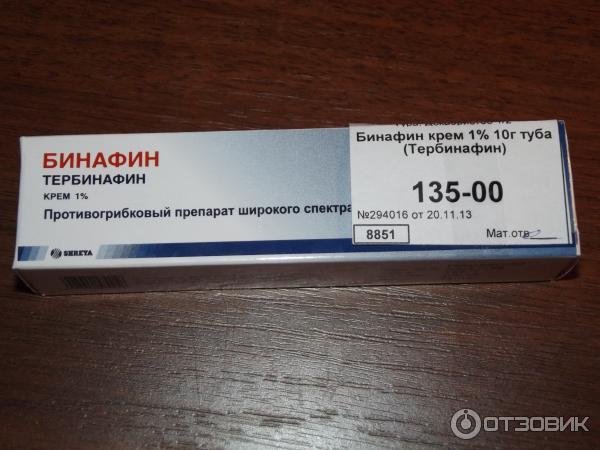 БИНАФИН
ТЕРБИНАФИН
КРЕМ 1%
Противогрибковый препарат широкого спектра
SHREYA
Бинафин крем 1% 10г туба
(Тербинафин)
135-00
№294016 от 20.11.13
8851
Мат.отв.
ОТЗОВИК